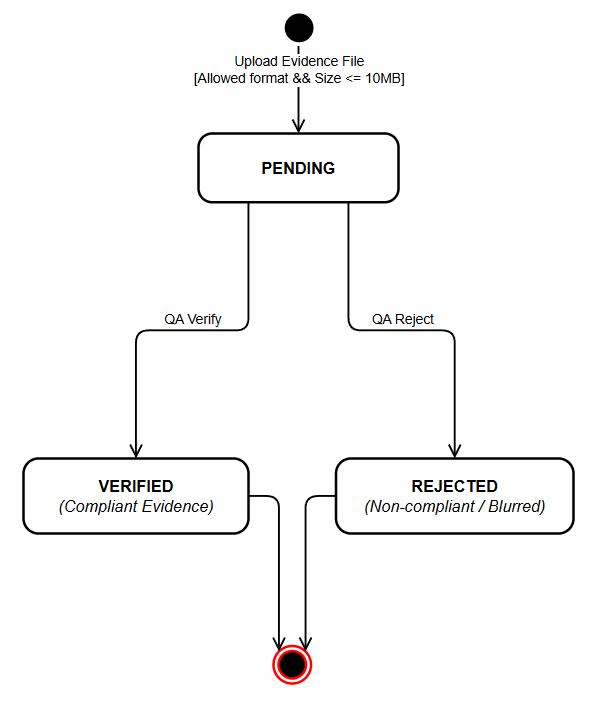 Upload Evidence File
[Allowed format && Size <= 10MB]
PENDING
QA Verify
QA Reject
VERIFIED
(Compliant Evidence)
REJECTED
(Non-compliant / Blurred)